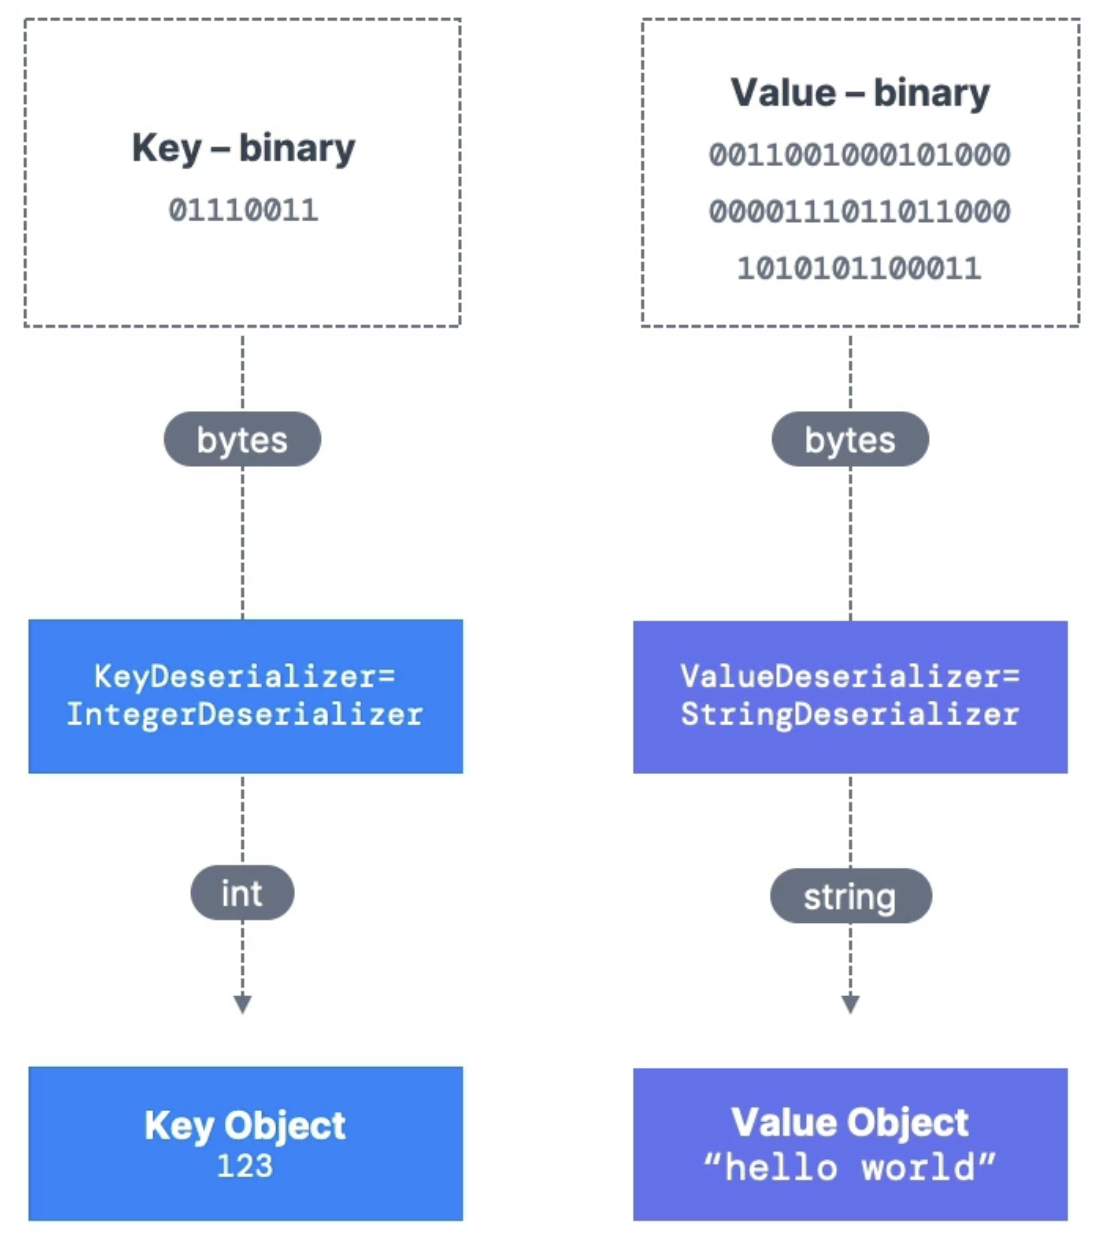 Key – binary
01110011
bytes
KeyDeserializer=
IntegerDeserializer
int
Key Object
123
Value – binary
0011001000101000
0000111011011000
1010101100011
bytes
ValueDeserializer=
StringDeserializer
string
Value Object
“hello world”